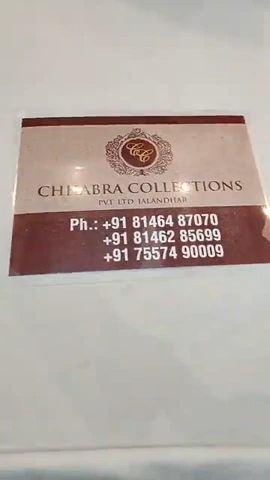 CC
CHHABRA COLLECTIONS
PVT. LTD. JALANDHAR
Ph.: +91 81464 87070
+91 81462 85699
+91 75574 90009